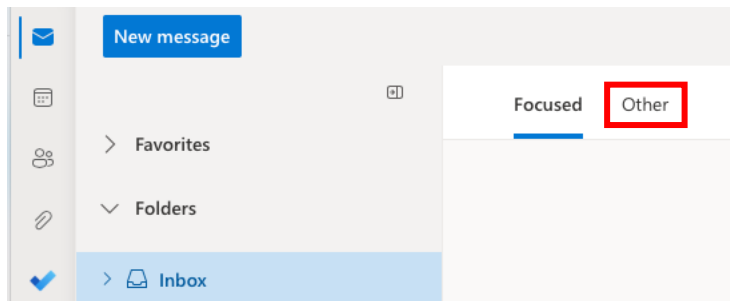 New message
Focused Other
Favorites
Folders
Inbox